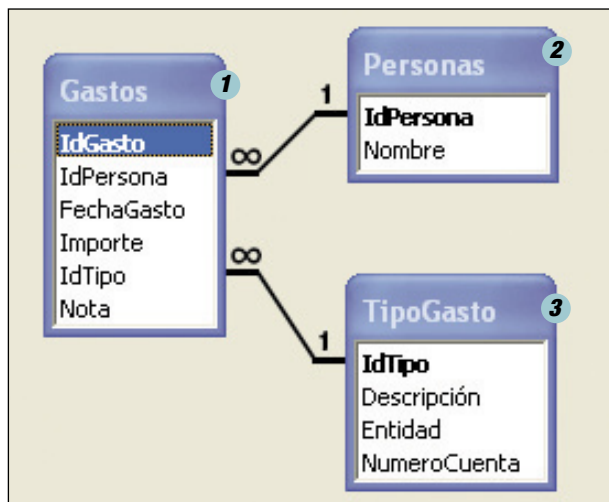 Gastos
1
IdGasto
IdPersona
FechaGasto
Importe
IdTipo
Nota
∞
1
∞
1
Personas
2
IdPersona
Nombre
TipoGasto
3
IdTipo
Descripción
Entidad
NumeroCuenta